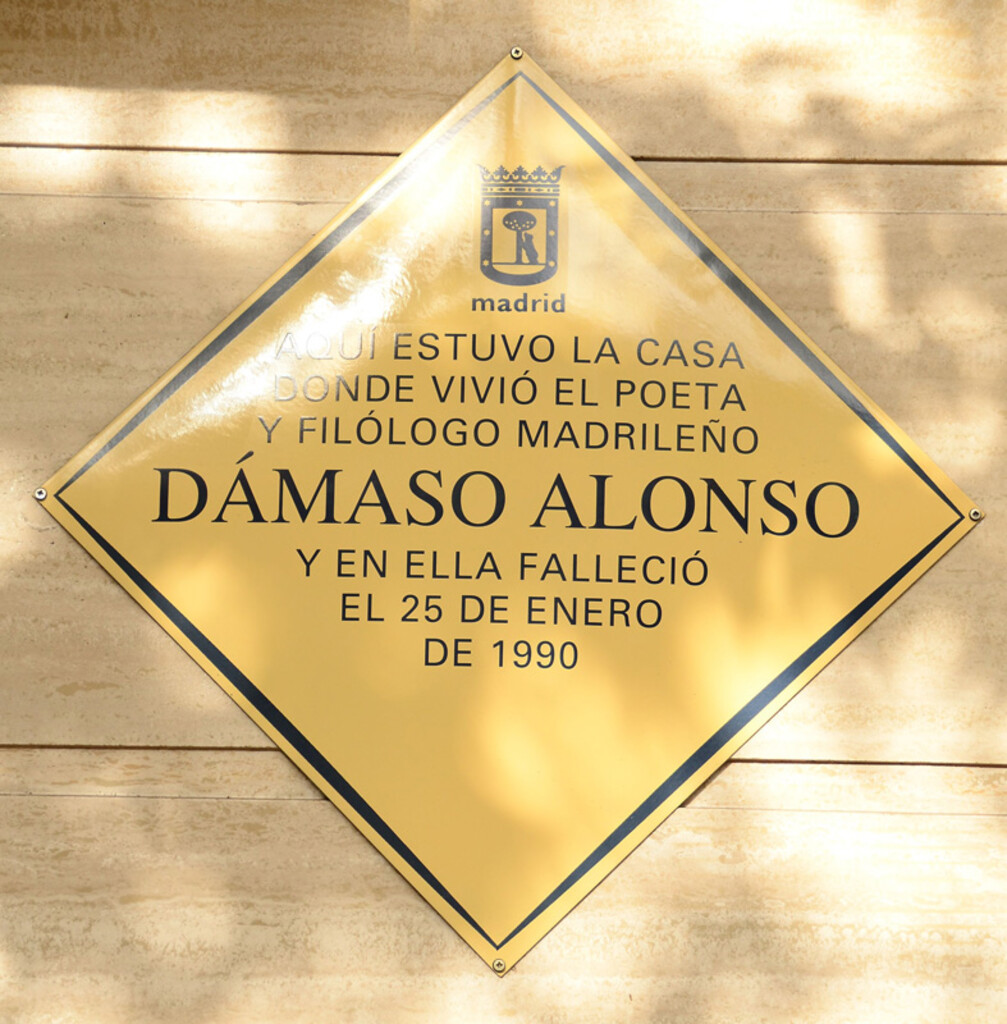 madrid
AQUÍ ESTUVO LA CASA
DONDE VIVIÓ EL POETA
Y FILÓLOGO MADRILEÑO
DÁMASO ALONSO
Y EN ELLA FALLECIÓ
EL 25 DE ENERO
DE 1990